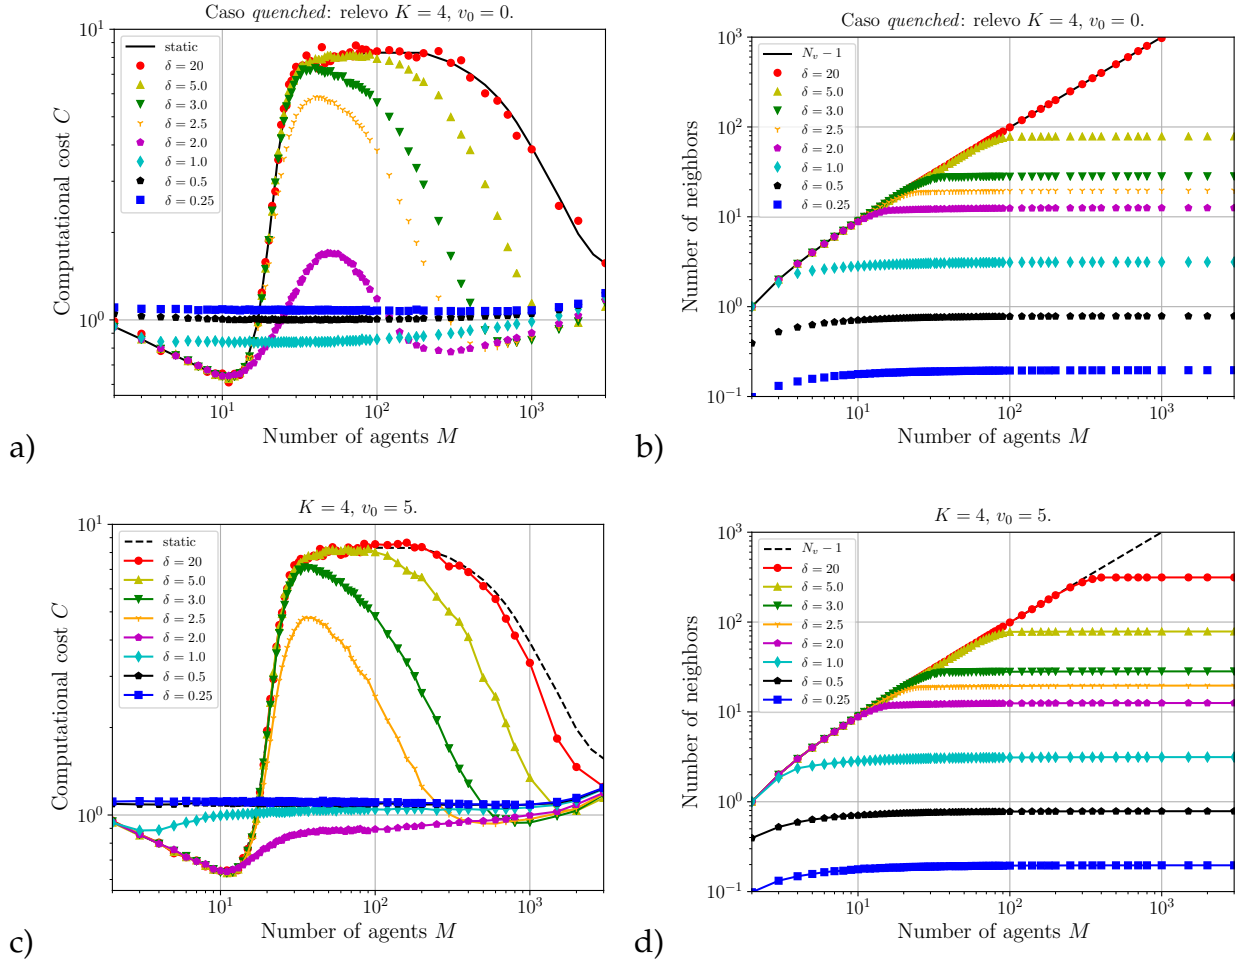 Caso quenched: relevo K = 4, v₀ = 0.
Computational cost C
10¹
10⁰
static
δ = 20
δ = 5.0
δ = 3.0
δ = 2.5
δ = 2.0
δ = 1.0
δ = 0.5
δ = 0.25
10¹ 10² 10³
Number of agents M
a)
Caso quenched: relevo K = 4, v₀ = 0.
Number of neighbors
10³
10²
10¹
10⁰
10⁻¹
N_v − 1
δ = 20
δ = 5.0
δ = 3.0
δ = 2.5
δ = 2.0
δ = 1.0
δ = 0.5
δ = 0.25
10¹ 10² 10³
Number of agents M
b)
K = 4, v₀ = 5.
Computational cost C
10¹
10⁰
static
δ = 20
δ = 5.0
δ = 3.0
δ = 2.5
δ = 2.0
δ = 1.0
δ = 0.5
δ = 0.25
10¹ 10² 10³
Number of agents M
c)
K = 4, v₀ = 5.
Number of neighbors
10³
10²
10¹
10⁰
10⁻¹
N_v − 1
δ = 20
δ = 5.0
δ = 3.0
δ = 2.5
δ = 2.0
δ = 1.0
δ = 0.5
δ = 0.25
10¹ 10² 10³
Number of agents M
d)